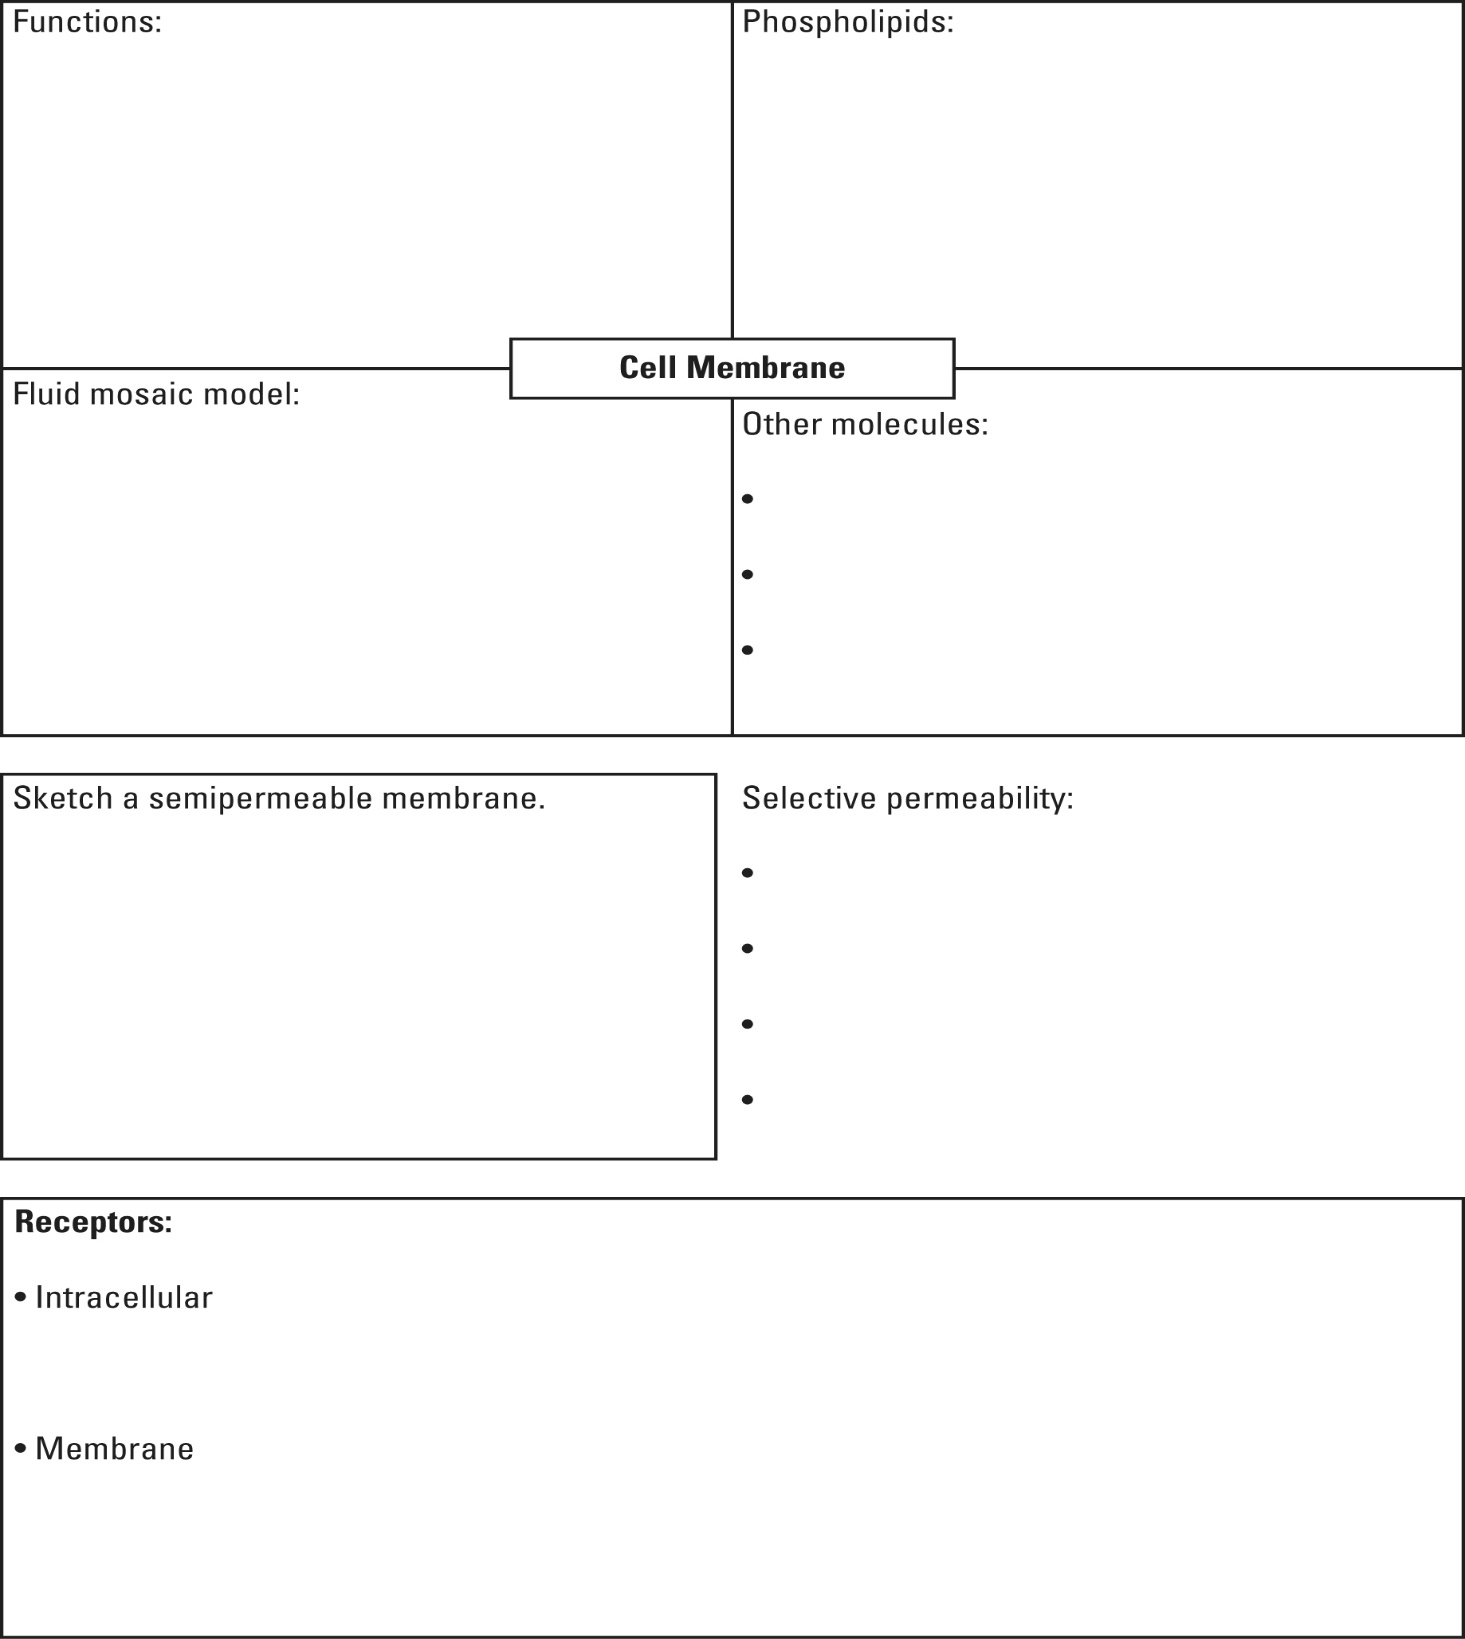 Functions:
Phospholipids:
Cell Membrane
Fluid mosaic model:
Other molecules:
•
•
•
Sketch a semipermeable membrane.
Selective permeability:
•
•
•
•
Receptors:
• Intracellular
• Membrane